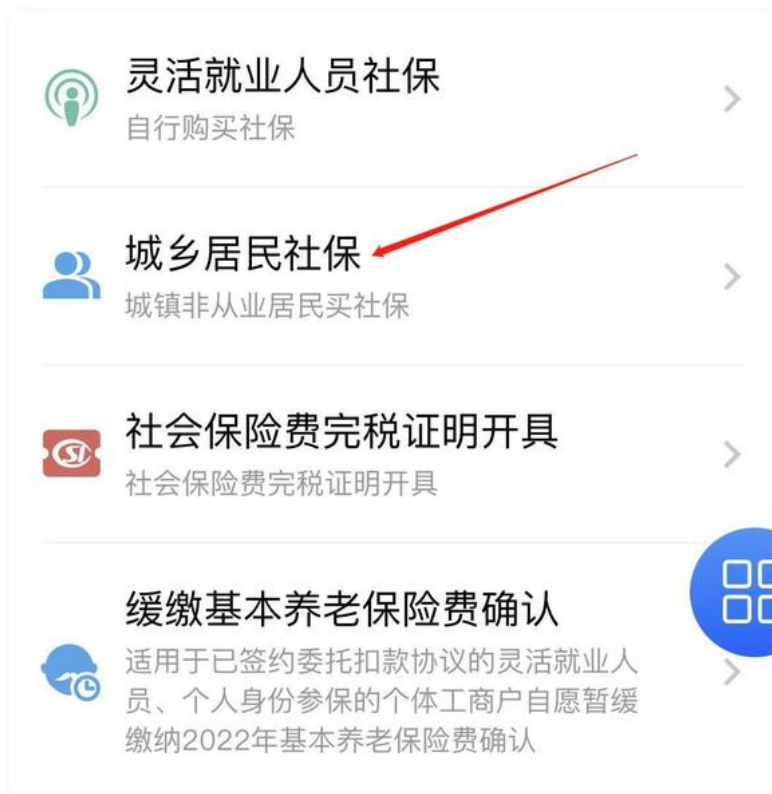 灵活就业人员社保
自行购买社保
城乡居民社保
城镇非从业居民买社保
社会保险费完税证明开具
社会保险费完税证明开具
缓缴基本养老保险费确认
适用于已签约委托扣款协议的灵活就业人
员、个人身份参保的个体工商户自愿暂缓
缴纳2022年基本养老保险费确认